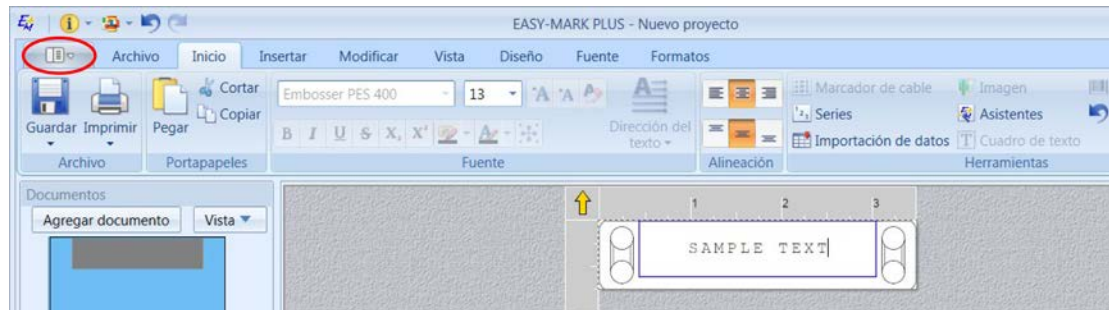 EASY-MARK PLUS - Nuevo proyecto
Archivo Inicio Insertar Modificar Vista Diseño Fuente Formatos
Guardar Imprimir Pegar Cortar Copiar
Embosser PES 400 13
B I U S X, X'
Dirección del texto
Marcador de cable
Series
Importación de datos
Imagen
Asistentes
Cuadro de texto
Archivo Portapapeles Fuente Alineación Herramientas
Documentos
Agregar documento Vista
1 2 3
SAMPLE TEXT